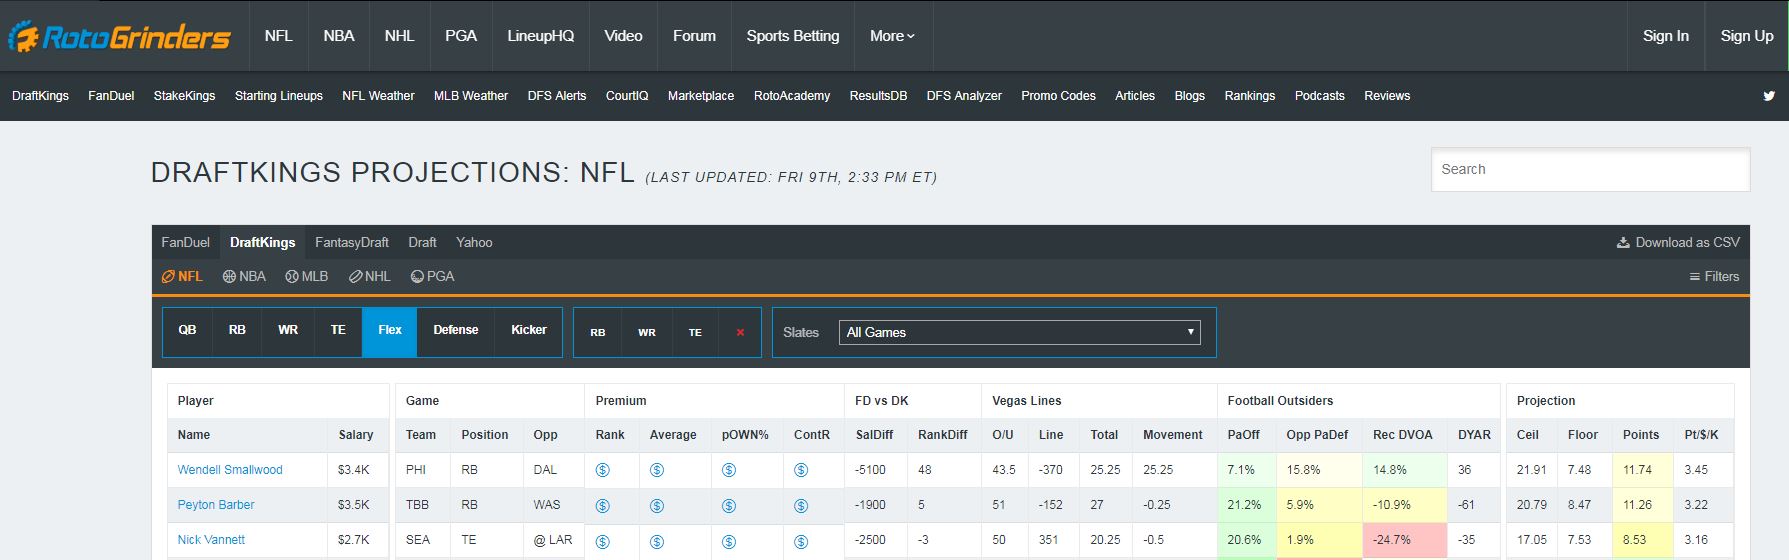 RotoGrinders NFL NBA NHL PGA LineupHQ Video Forum Sports Betting More Sign In Sign Up
DraftKings FanDuel StakeKings Starting Lineups NFL Weather MLB Weather DFS Alerts CourtIQ Marketplace RotoAcademy ResultsDB DFS Analyzer Promo Codes Articles Blogs Rankings Podcasts Reviews
DRAFTKINGS PROJECTIONS: NFL (LAST UPDATED: FRI 9TH, 2:33 PM ET) Search
FanDuel DraftKings FantasyDraft Draft Yahoo Download as CSV
NFL NBA MLB NHL PGA Filters
QB RB WR TE Flex Defense Kicker RB WR TE × Slates All Games
Player Game Premium FD vs DK Vegas Lines Football Outsiders Projection
Name Salary Team Position Opp Rank Average pOWN% ContR SalDiff RankDiff O/U Line Total Movement PaOff Opp PaDef Rec DVOA DYAR Ceil Floor Points Pt/$/K
Wendell Smallwood $3.4K PHI RB DAL $ $ $ $ -5100 48 43.5 -370 25.25 25.25 7.1% 15.8% 14.8% 36 21.91 7.48 11.74 3.45
Peyton Barber $3.5K TBB RB WAS $ $ $ $ -1900 5 51 -152 27 -0.25 21.2% 5.9% -10.9% -61 20.79 8.47 11.26 3.22
Nick Vannett $2.7K SEA TE @ LAR $ $ $ $ -2500 -3 50 351 20.25 -0.5 20.6% 1.9% -24.7% -35 17.05 7.53 8.53 3.16